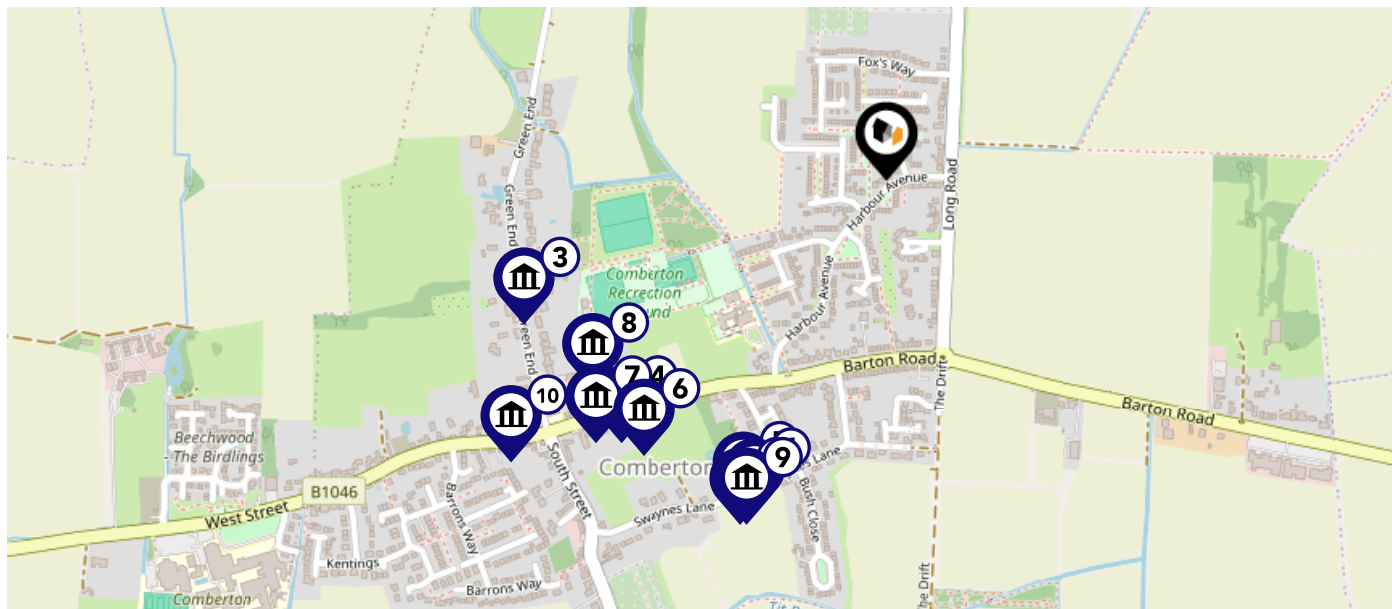 Fox's Way
Green End
Long Road
Harbour Avenue
Green End
3
Comberton
Recreation
Harbour Avenue
8
Barton Road
The Drift
7
4
6
10
Barton Road
Beechwood
- The Birdlings
South Street
Comberton
9
Lane
B1046
Barrons Way
Bush Close
West Street
Swaynes Lane
Kentings
Barrons Way
Comberton